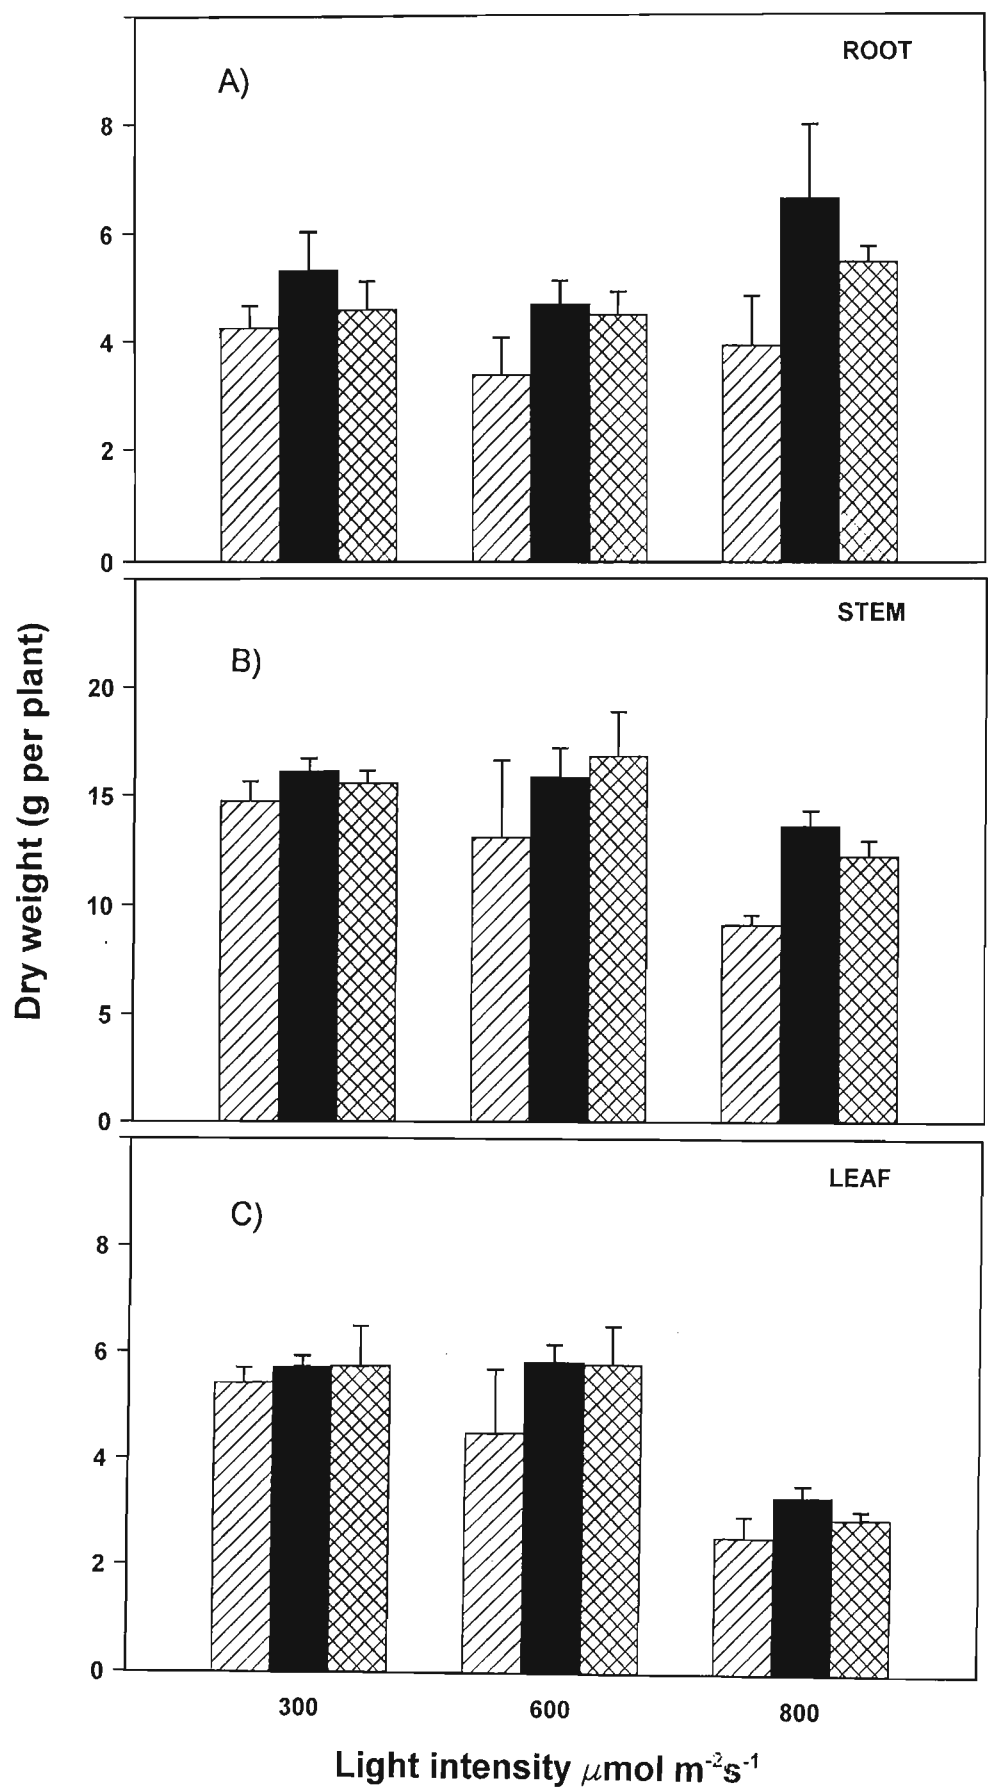 ROOT
A)
8
6
4
2
0
STEM
B)
20
15
10
5
0
Dry weight (g per plant)
LEAF
C)
8
6
4
2
0
300 600 800
Light intensity μmol m⁻²s⁻¹